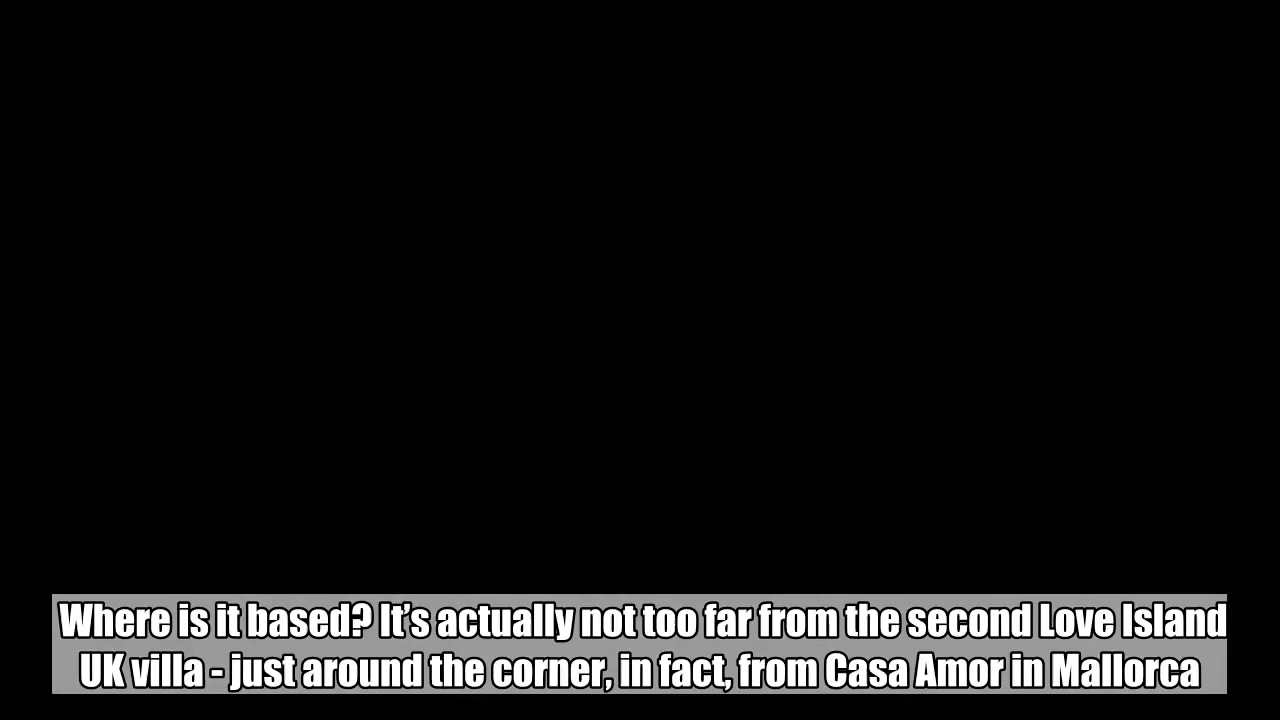 Where is it based? It’s actually not too far from the second Love Island
UK villa - just around the corner, in fact, from Casa Amor in Mallorca